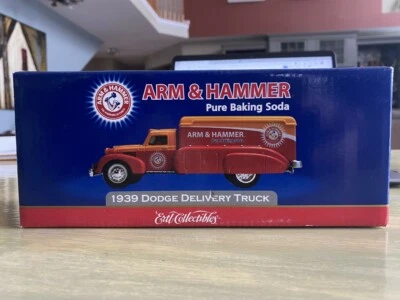 ARM & HAMMER
ARM & HAMMER
Pure Baking Soda
ARM & HAMMER
1939 DODGE DELIVERY TRUCK
Ertl Collectibles